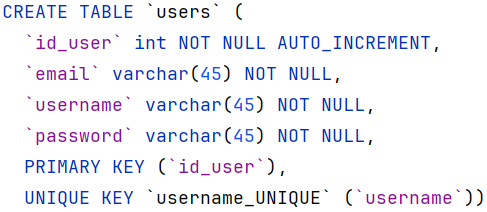 CREATE TABLE `users` (
  `id_user` int NOT NULL AUTO_INCREMENT,
  `email` varchar(45) NOT NULL,
  `username` varchar(45) NOT NULL,
  `password` varchar(45) NOT NULL,
  PRIMARY KEY (`id_user`),
  UNIQUE KEY `username_UNIQUE` (`username`))